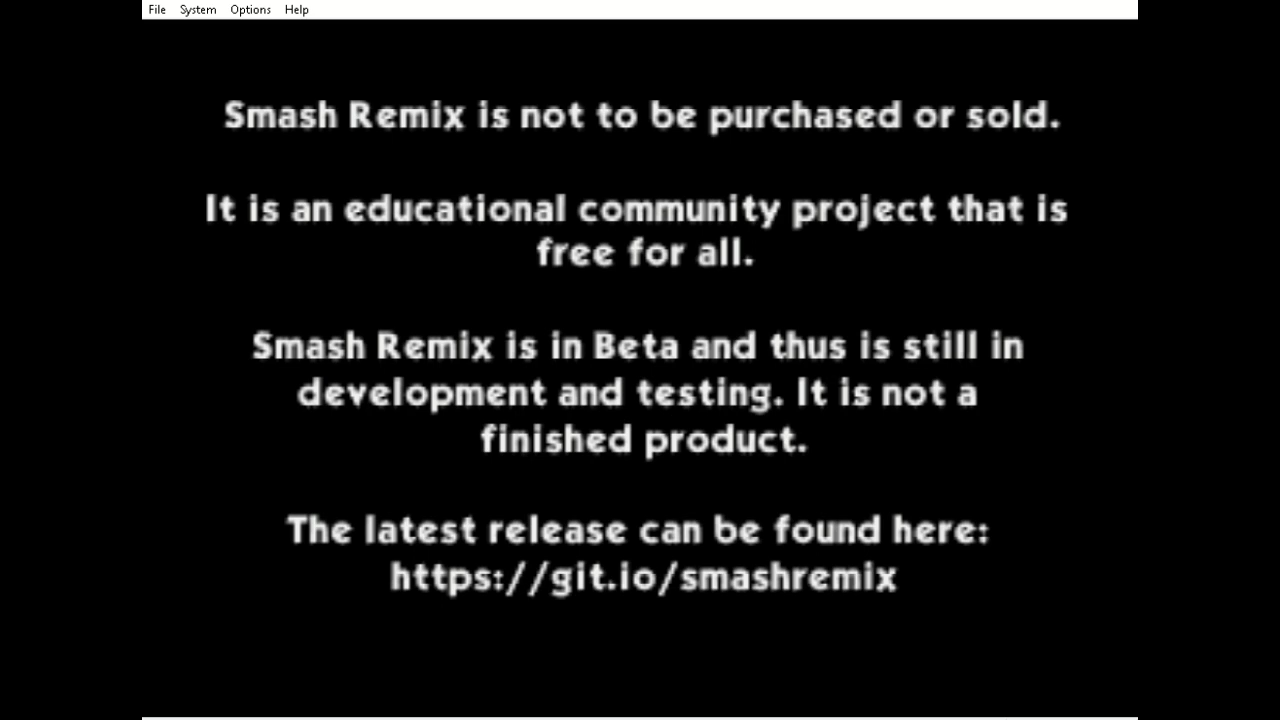 File System Options Help
Smash Remix is not to be purchased or sold.
It is an educational community project that is
free for all.
Smash Remix is in Beta and thus is still in
development and testing. It is not a
finished product.
The latest release can be found here:
https://git.io/smashremix